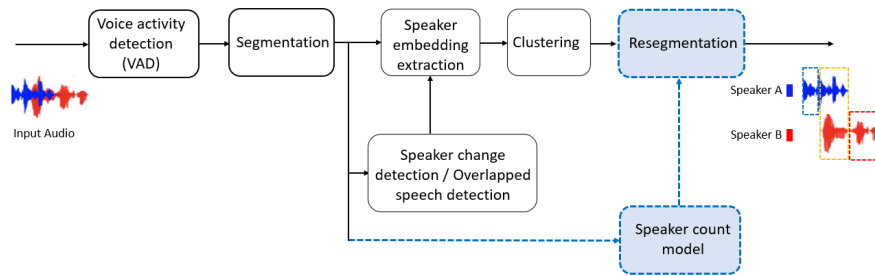 Voice activity
detection
(VAD)
Segmentation
Speaker
embedding
extraction
Clustering
Resegmentation
Input Audio
Speaker A
Speaker B
Speaker change
detection / Overlapped
speech detection
Speaker count
model